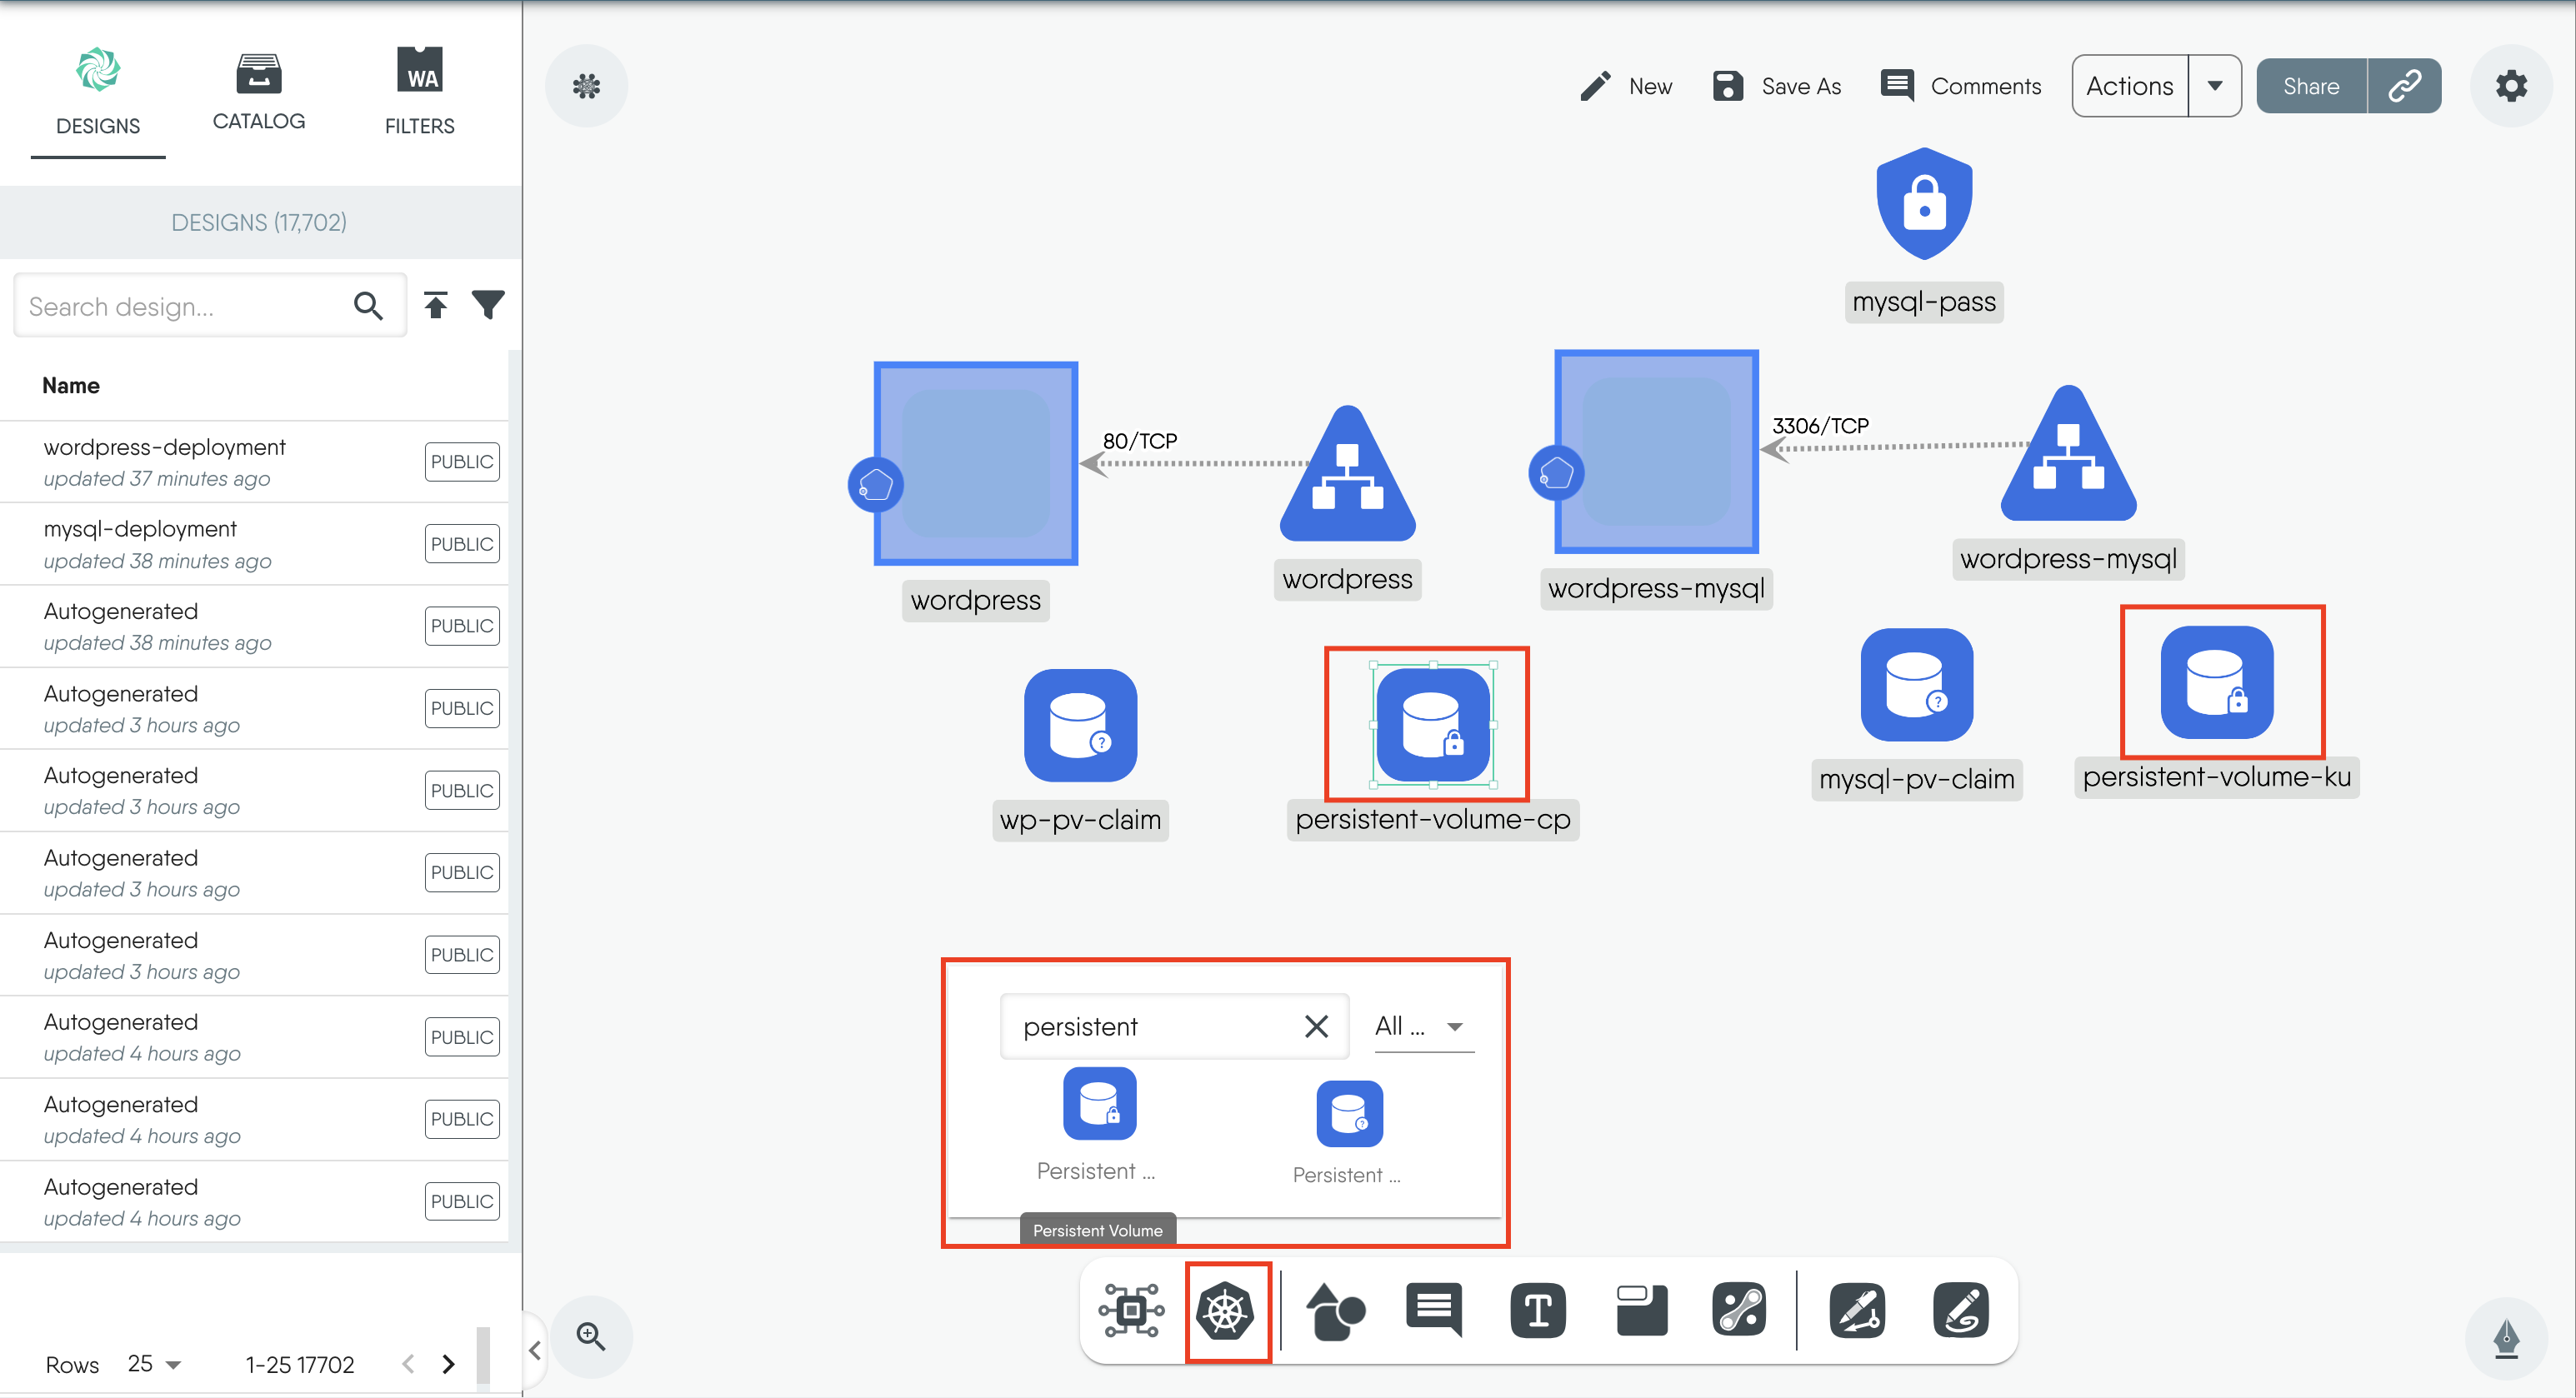 DESIGNS
CATALOG
WA
FILTERS
DESIGNS (17,702)
Search design...
Name
wordpress-deployment
updated 37 minutes ago
PUBLIC
mysql-deployment
updated 38 minutes ago
PUBLIC
Autogenerated
updated 38 minutes ago
PUBLIC
Autogenerated
updated 3 hours ago
PUBLIC
Autogenerated
updated 3 hours ago
PUBLIC
Autogenerated
updated 3 hours ago
PUBLIC
Autogenerated
updated 3 hours ago
PUBLIC
Autogenerated
updated 4 hours ago
PUBLIC
Autogenerated
updated 4 hours ago
PUBLIC
Autogenerated
updated 4 hours ago
PUBLIC
Rows 25 1-25 17702
New Save As Comments Actions Share
mysql-pass
80/TCP
3306/TCP
wordpress
wordpress
wordpress-mysql
wordpress-mysql
wp-pv-claim
?
persistent-volume-cp
mysql-pv-claim
?
persistent-volume-ku
persistent
All ...
Persistent ...
?
Persistent ...
Persistent Volume
T